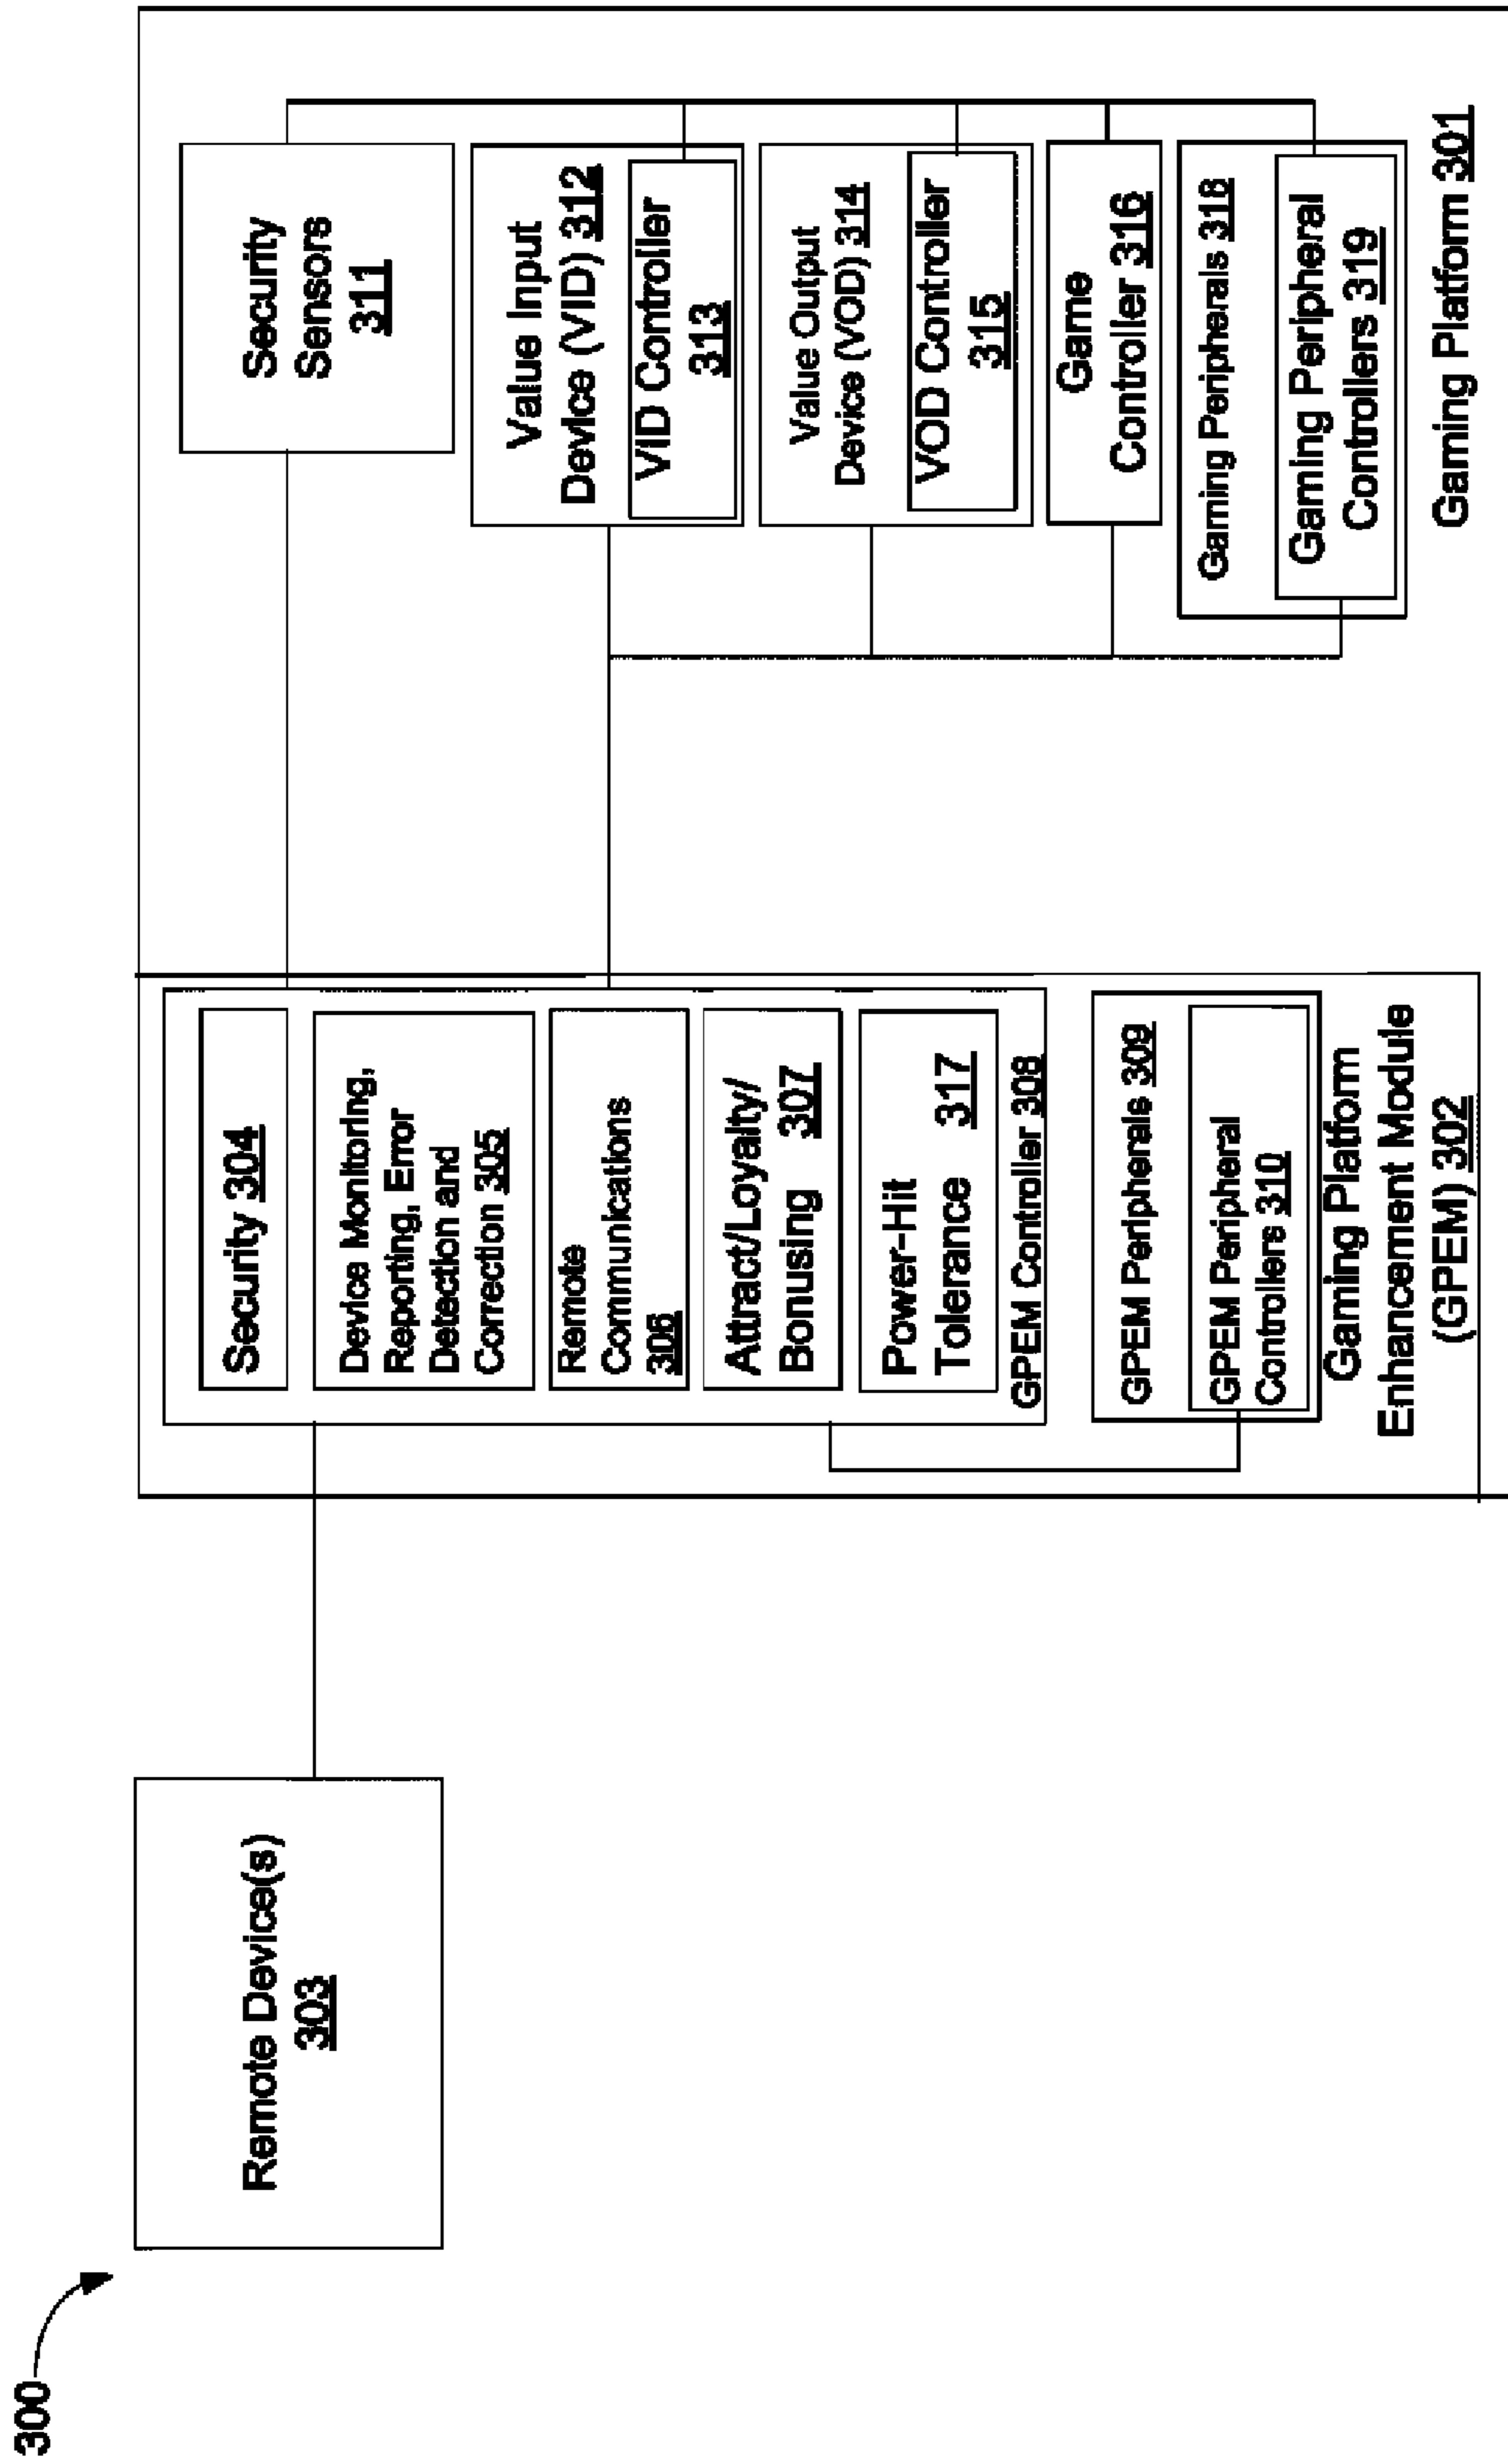 300
Remote Device(s)
303
Security 304
Device Monitoring,
Reporting, Error
Detection and
Correction 305
Remote
Communications
306
Attract/Loyalty/
Bonusing 307
Power-Hit
Tolerance 317
GPEM Controller 308
GPEM Peripherals 309
GPEM Peripheral
Controllers 310
Gaming Platform
Enhancement Module
(GPEM) 302
Security
Sensors
311
Value Input
Device (VID) 312
VID Controller
313
Value Output
Device (VOD) 314
VOD Controller
315
Game
Controller 316
Gaming Peripherals 318
Gaming Peripheral
Controllers 319
Gaming Platform 301